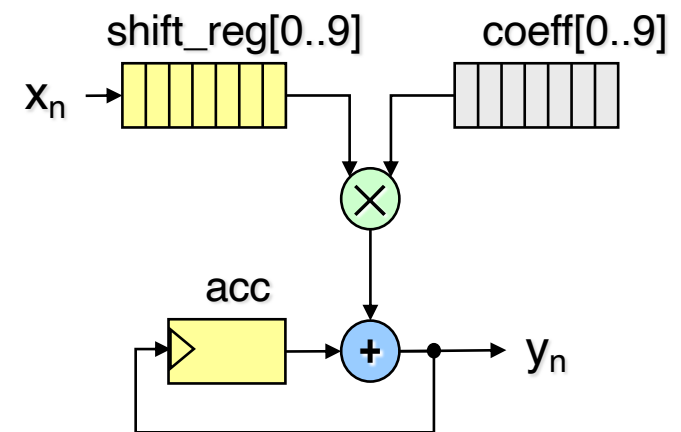 shift_reg[0..9]
coeff[0..9]
xₙ
×
acc
+
yₙ